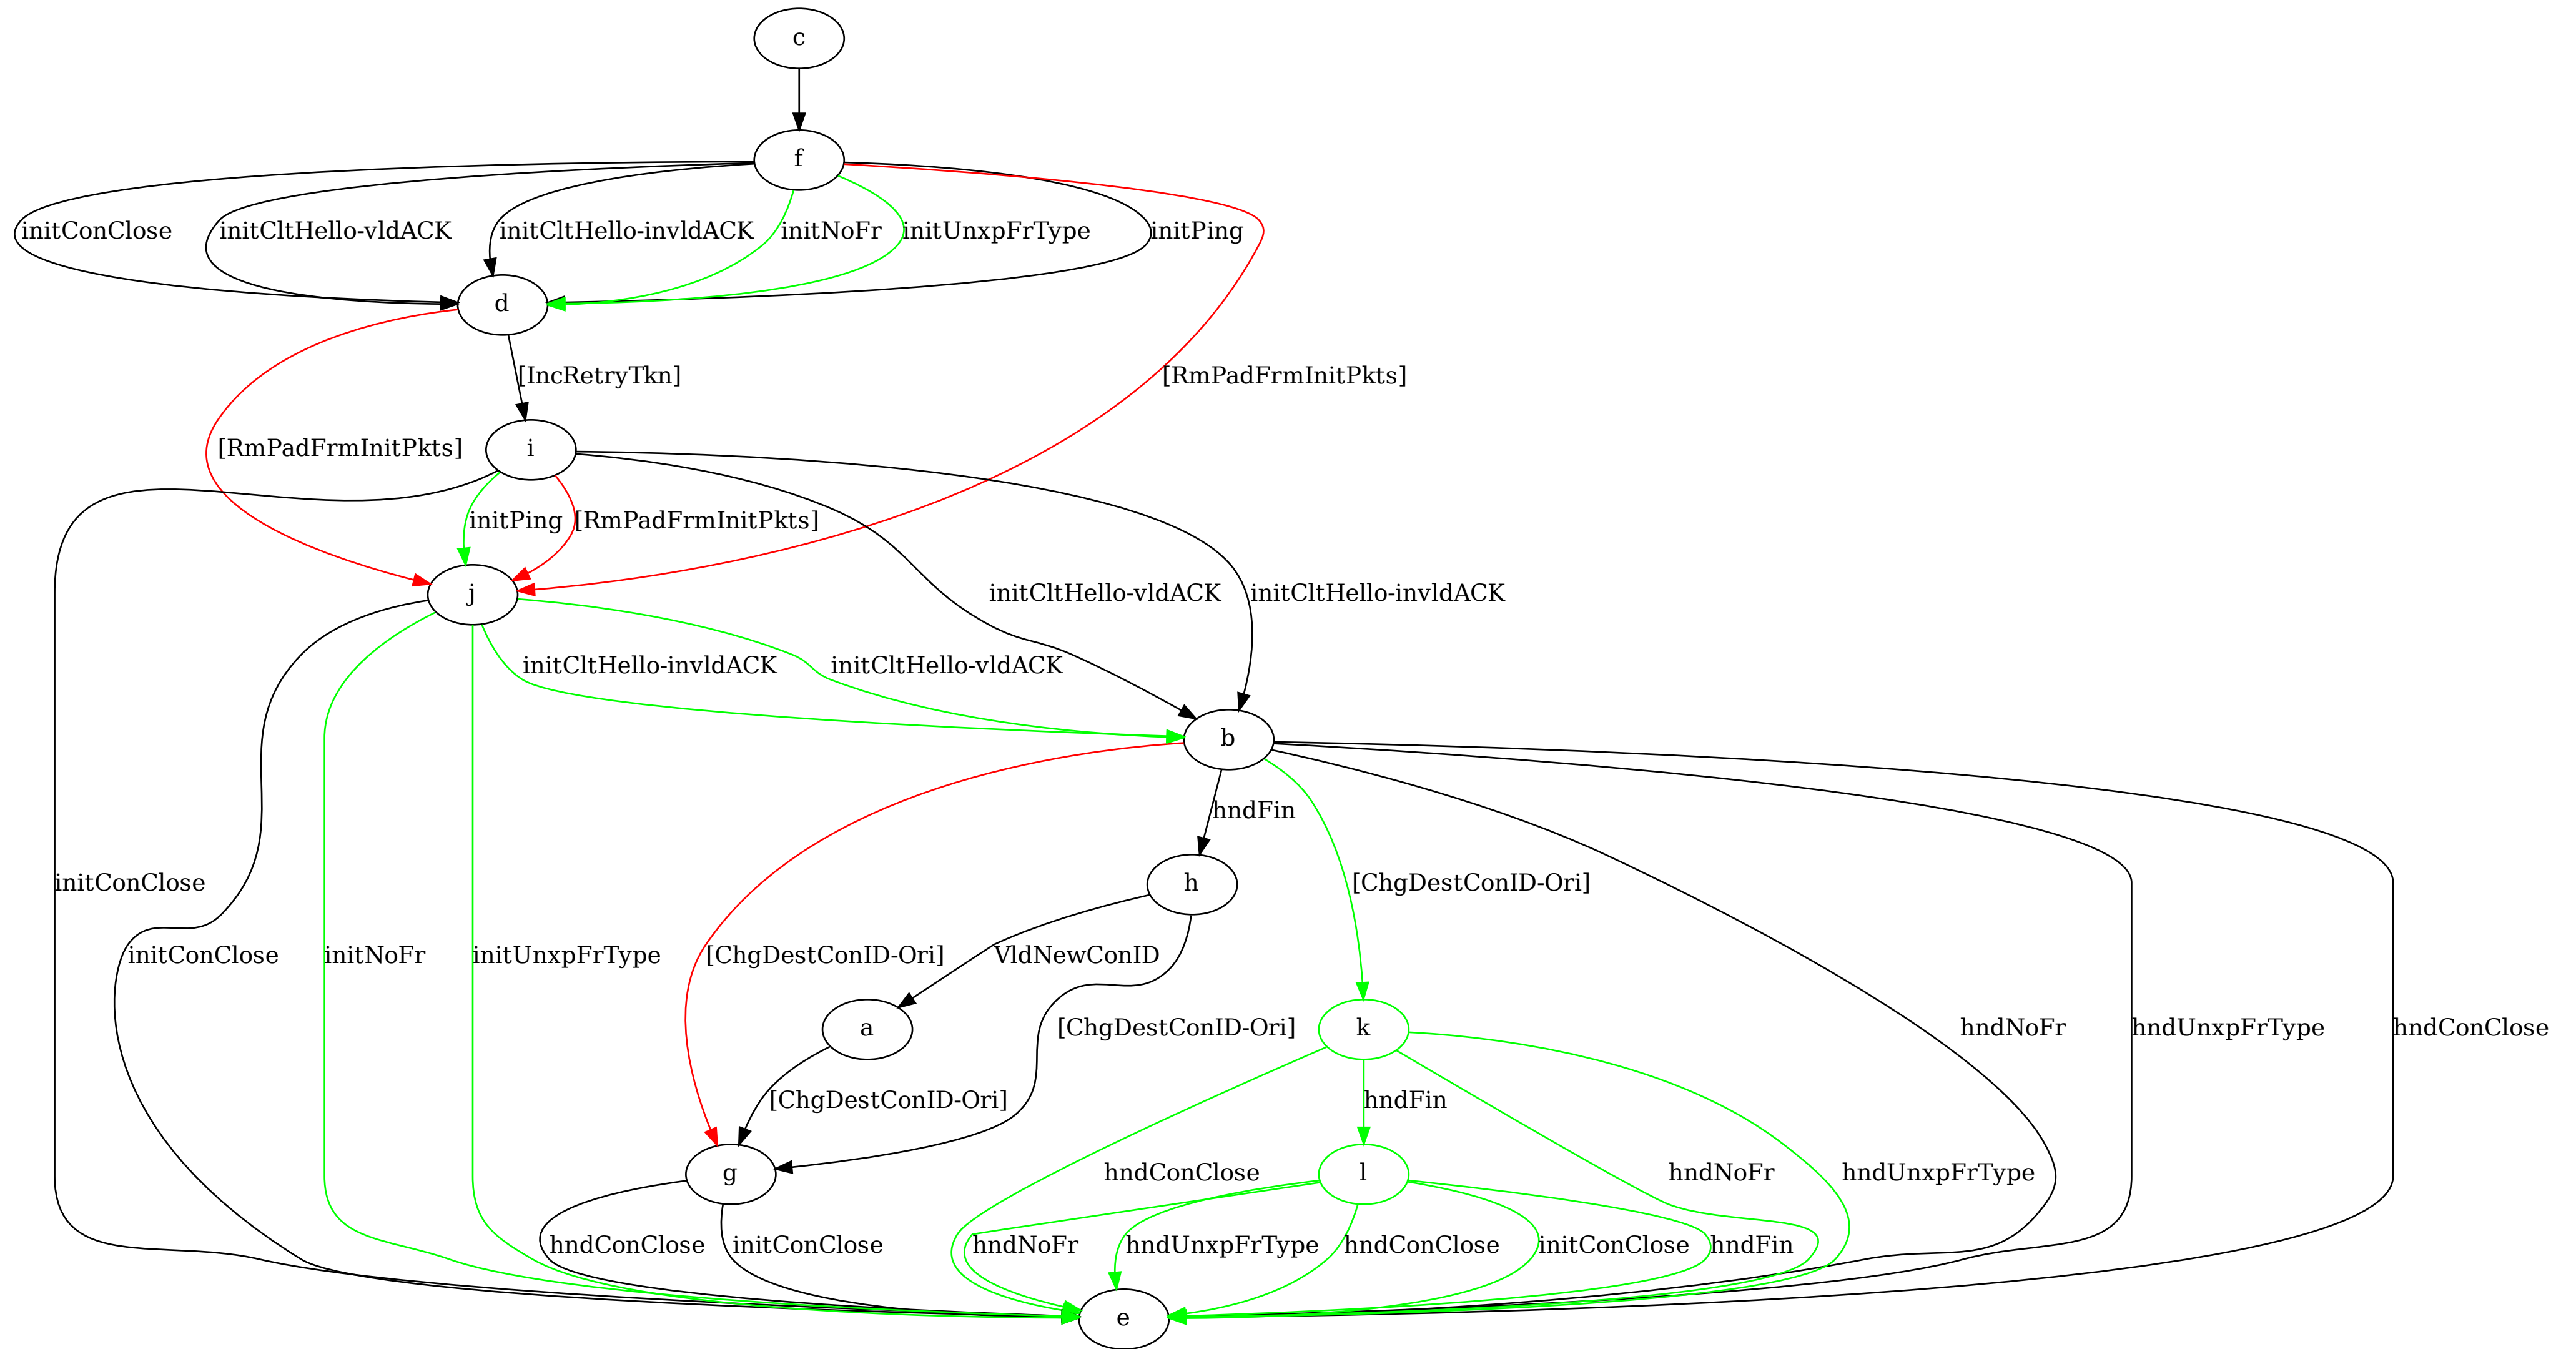 c
f
initConClose
initCltHello-vldACK
initCltHello-invldACK
initNoFr
initUnxpFrType
initPing
d
[IncRetryTkn]
[RmPadFrmInitPkts]
[RmPadFrmInitPkts]
i
initPing
[RmPadFrmInitPkts]
j
initCltHello-vldACK
initCltHello-invldACK
initCltHello-invldACK
initCltHello-vldACK
b
hndFin
initConClose
h
[ChgDestConID-Ori]
initConClose
initNoFr
initUnxpFrType
[ChgDestConID-Ori]
VldNewConID
a
[ChgDestConID-Ori]
k
hndNoFr
hndUnxpFrType
hndConClose
[ChgDestConID-Ori]
hndFin
g
hndConClose
l
hndNoFr
hndUnxpFrType
hndConClose
initConClose
hndNoFr
hndUnxpFrType
hndConClose
initConClose
hndFin
e